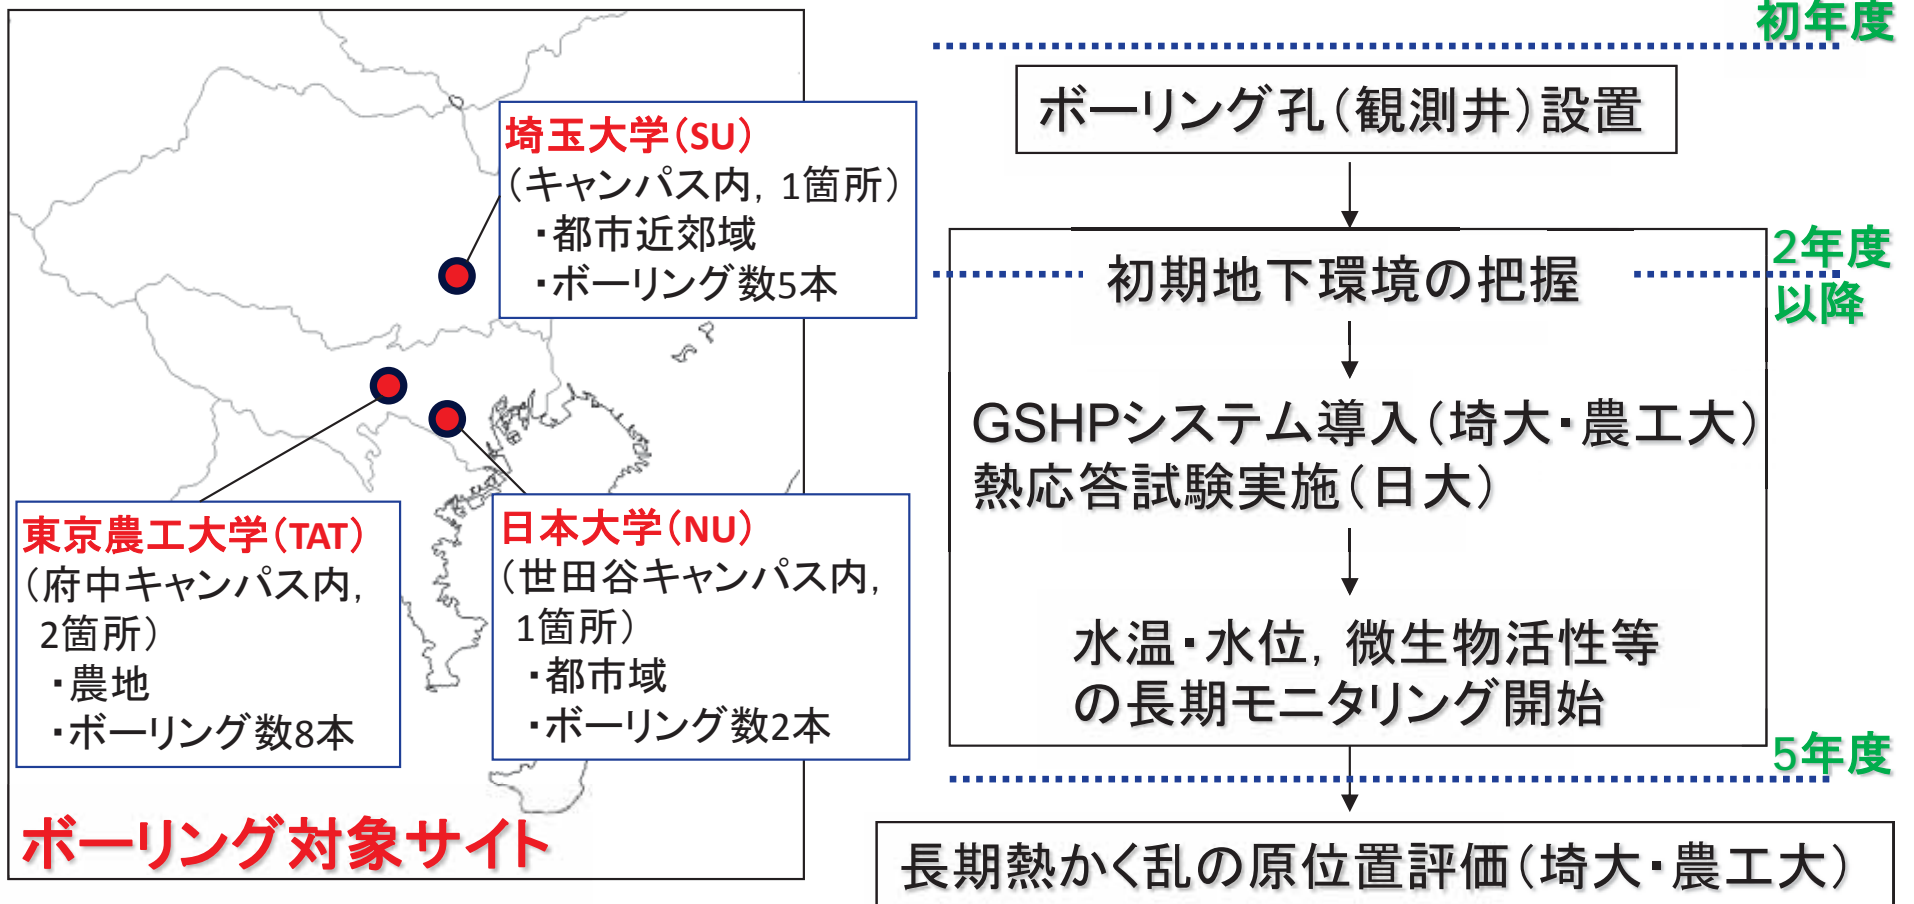 埼玉大学（SU）
（キャンパス内，1箇所）
・都市近郊域
・ボーリング数5本
東京農工大学（TAT）
（府中キャンパス内，
2箇所）
・農地
・ボーリング数8本
日本大学（NU）
（世田谷キャンパス内，
1箇所）
・都市域
・ボーリング数2本
ボーリング対象サイト
初年度
ボーリング孔（観測井）設置
2年度
以降
初期地下環境の把握
GSHPシステム導入（埼大・農工大）
熱応答試験実施（日大）
水温・水位，微生物活性等
の長期モニタリング開始
5年度
長期熱かく乱の原位置評価（埼大・農工大）